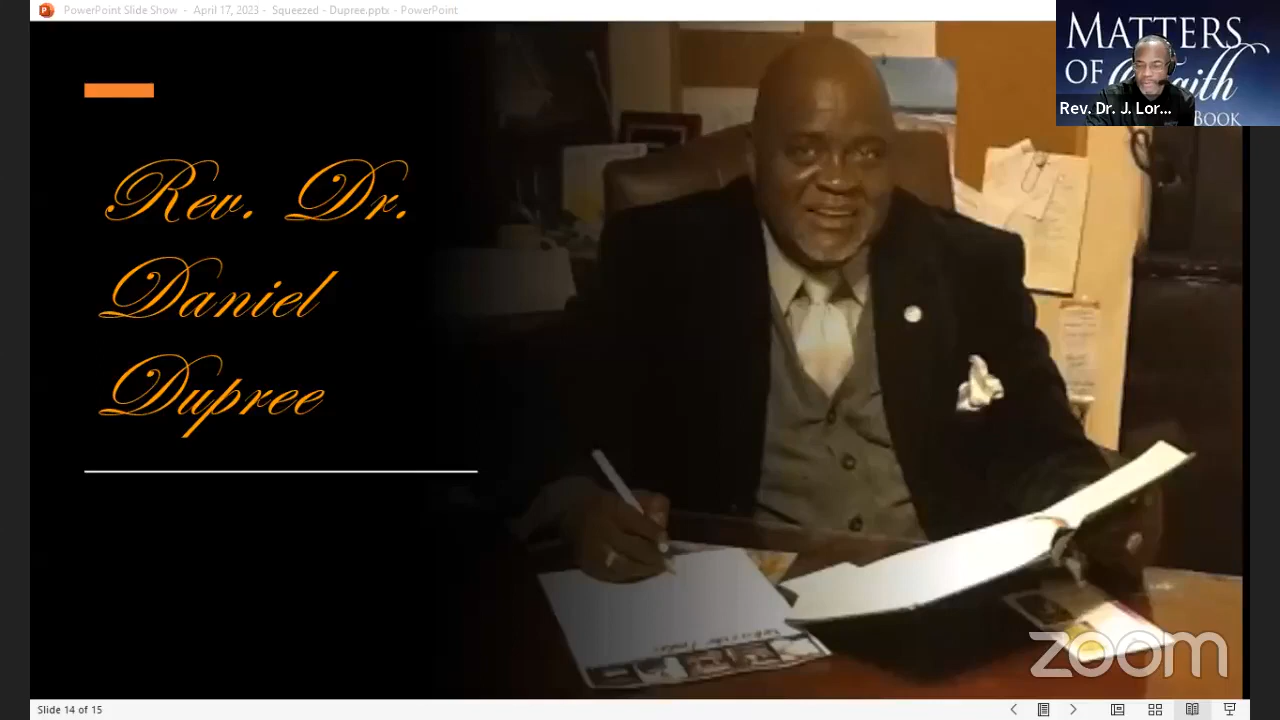 PowerPoint Slide Show - April 17, 2023 - Squeezed - Dupree.pptx - PowerPoint
MATTERS
OF Faith
BOOK
Rev. Dr. J. Lor...
Rev. Dr.
Daniel
Dupree
zoom
Slide 14 of 15